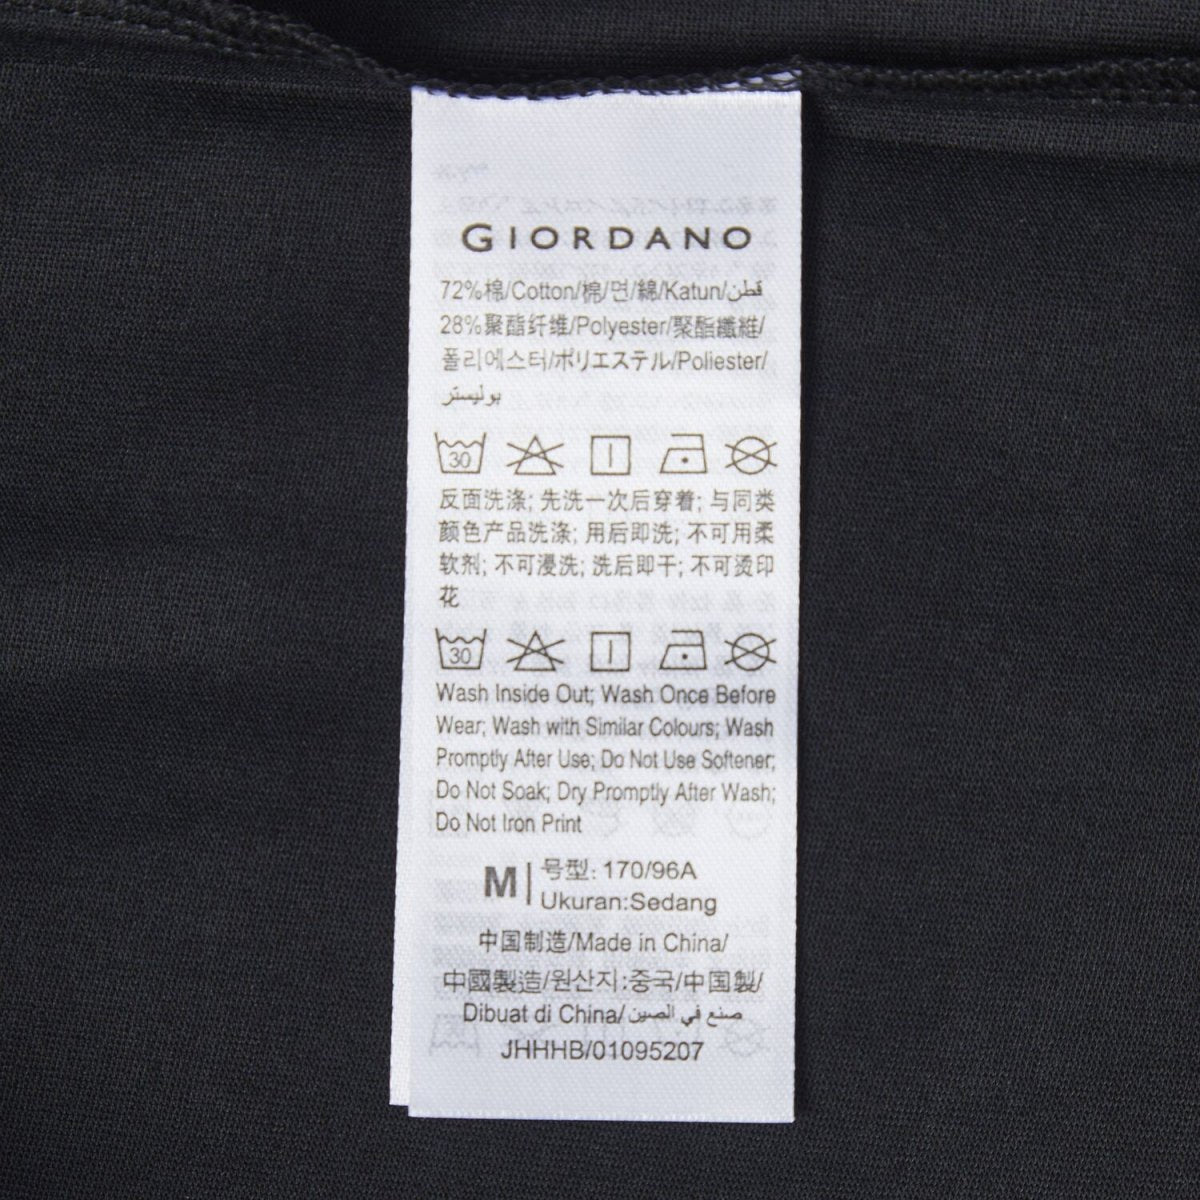 GIORDANO
72%棉/Cotton/棉/면/綿/Katun/قطن
28%聚酯纤维/Polyester/聚酯纖維/
폴리에스터/ポリエステル/Poliester/
بوليستر
30
反面洗涤; 先洗一次后穿着; 与同类
颜色产品洗涤; 用后即洗; 不可用柔
软剂; 不可浸洗; 洗后即干; 不可烫印
花
30
Wash Inside Out; Wash Once Before
Wear; Wash with Similar Colours; Wash
Promptly After Use; Do Not Use Softener;
Do Not Soak; Dry Promptly After Wash;
Do Not Iron Print
M 号型: 170/96A
Ukuran:Sedang
中国制造/Made in China/
中國製造/원산지:중국/中国製/
Dibuat di China/صنع في الصين
JHHHB/01095207